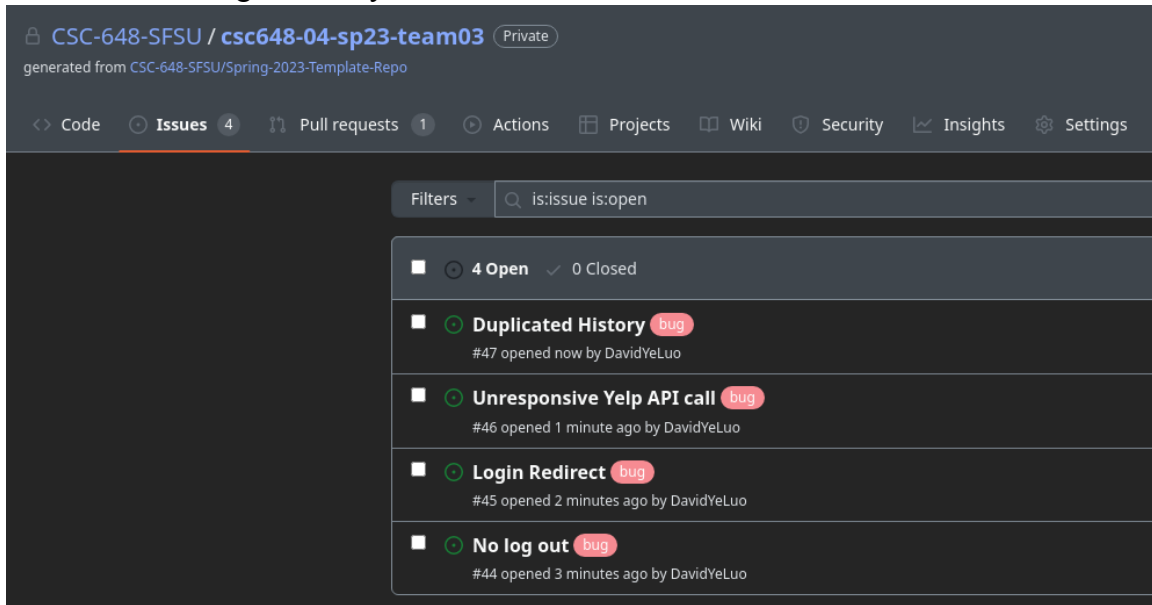 CSC-648-SFSU / csc648-04-sp23-team03 Private
generated from CSC-648-SFSU/Spring-2023-Template-Repo
Code Issues 4 Pull requests 1 Actions Projects Wiki Security Insights Settings
Filters is:issue is:open
4 Open 0 Closed
Duplicated History bug
#47 opened now by DavidYeLuo
Unresponsive Yelp API call bug
#46 opened 1 minute ago by DavidYeLuo
Login Redirect bug
#45 opened 2 minutes ago by DavidYeLuo
No log out bug
#44 opened 3 minutes ago by DavidYeLuo